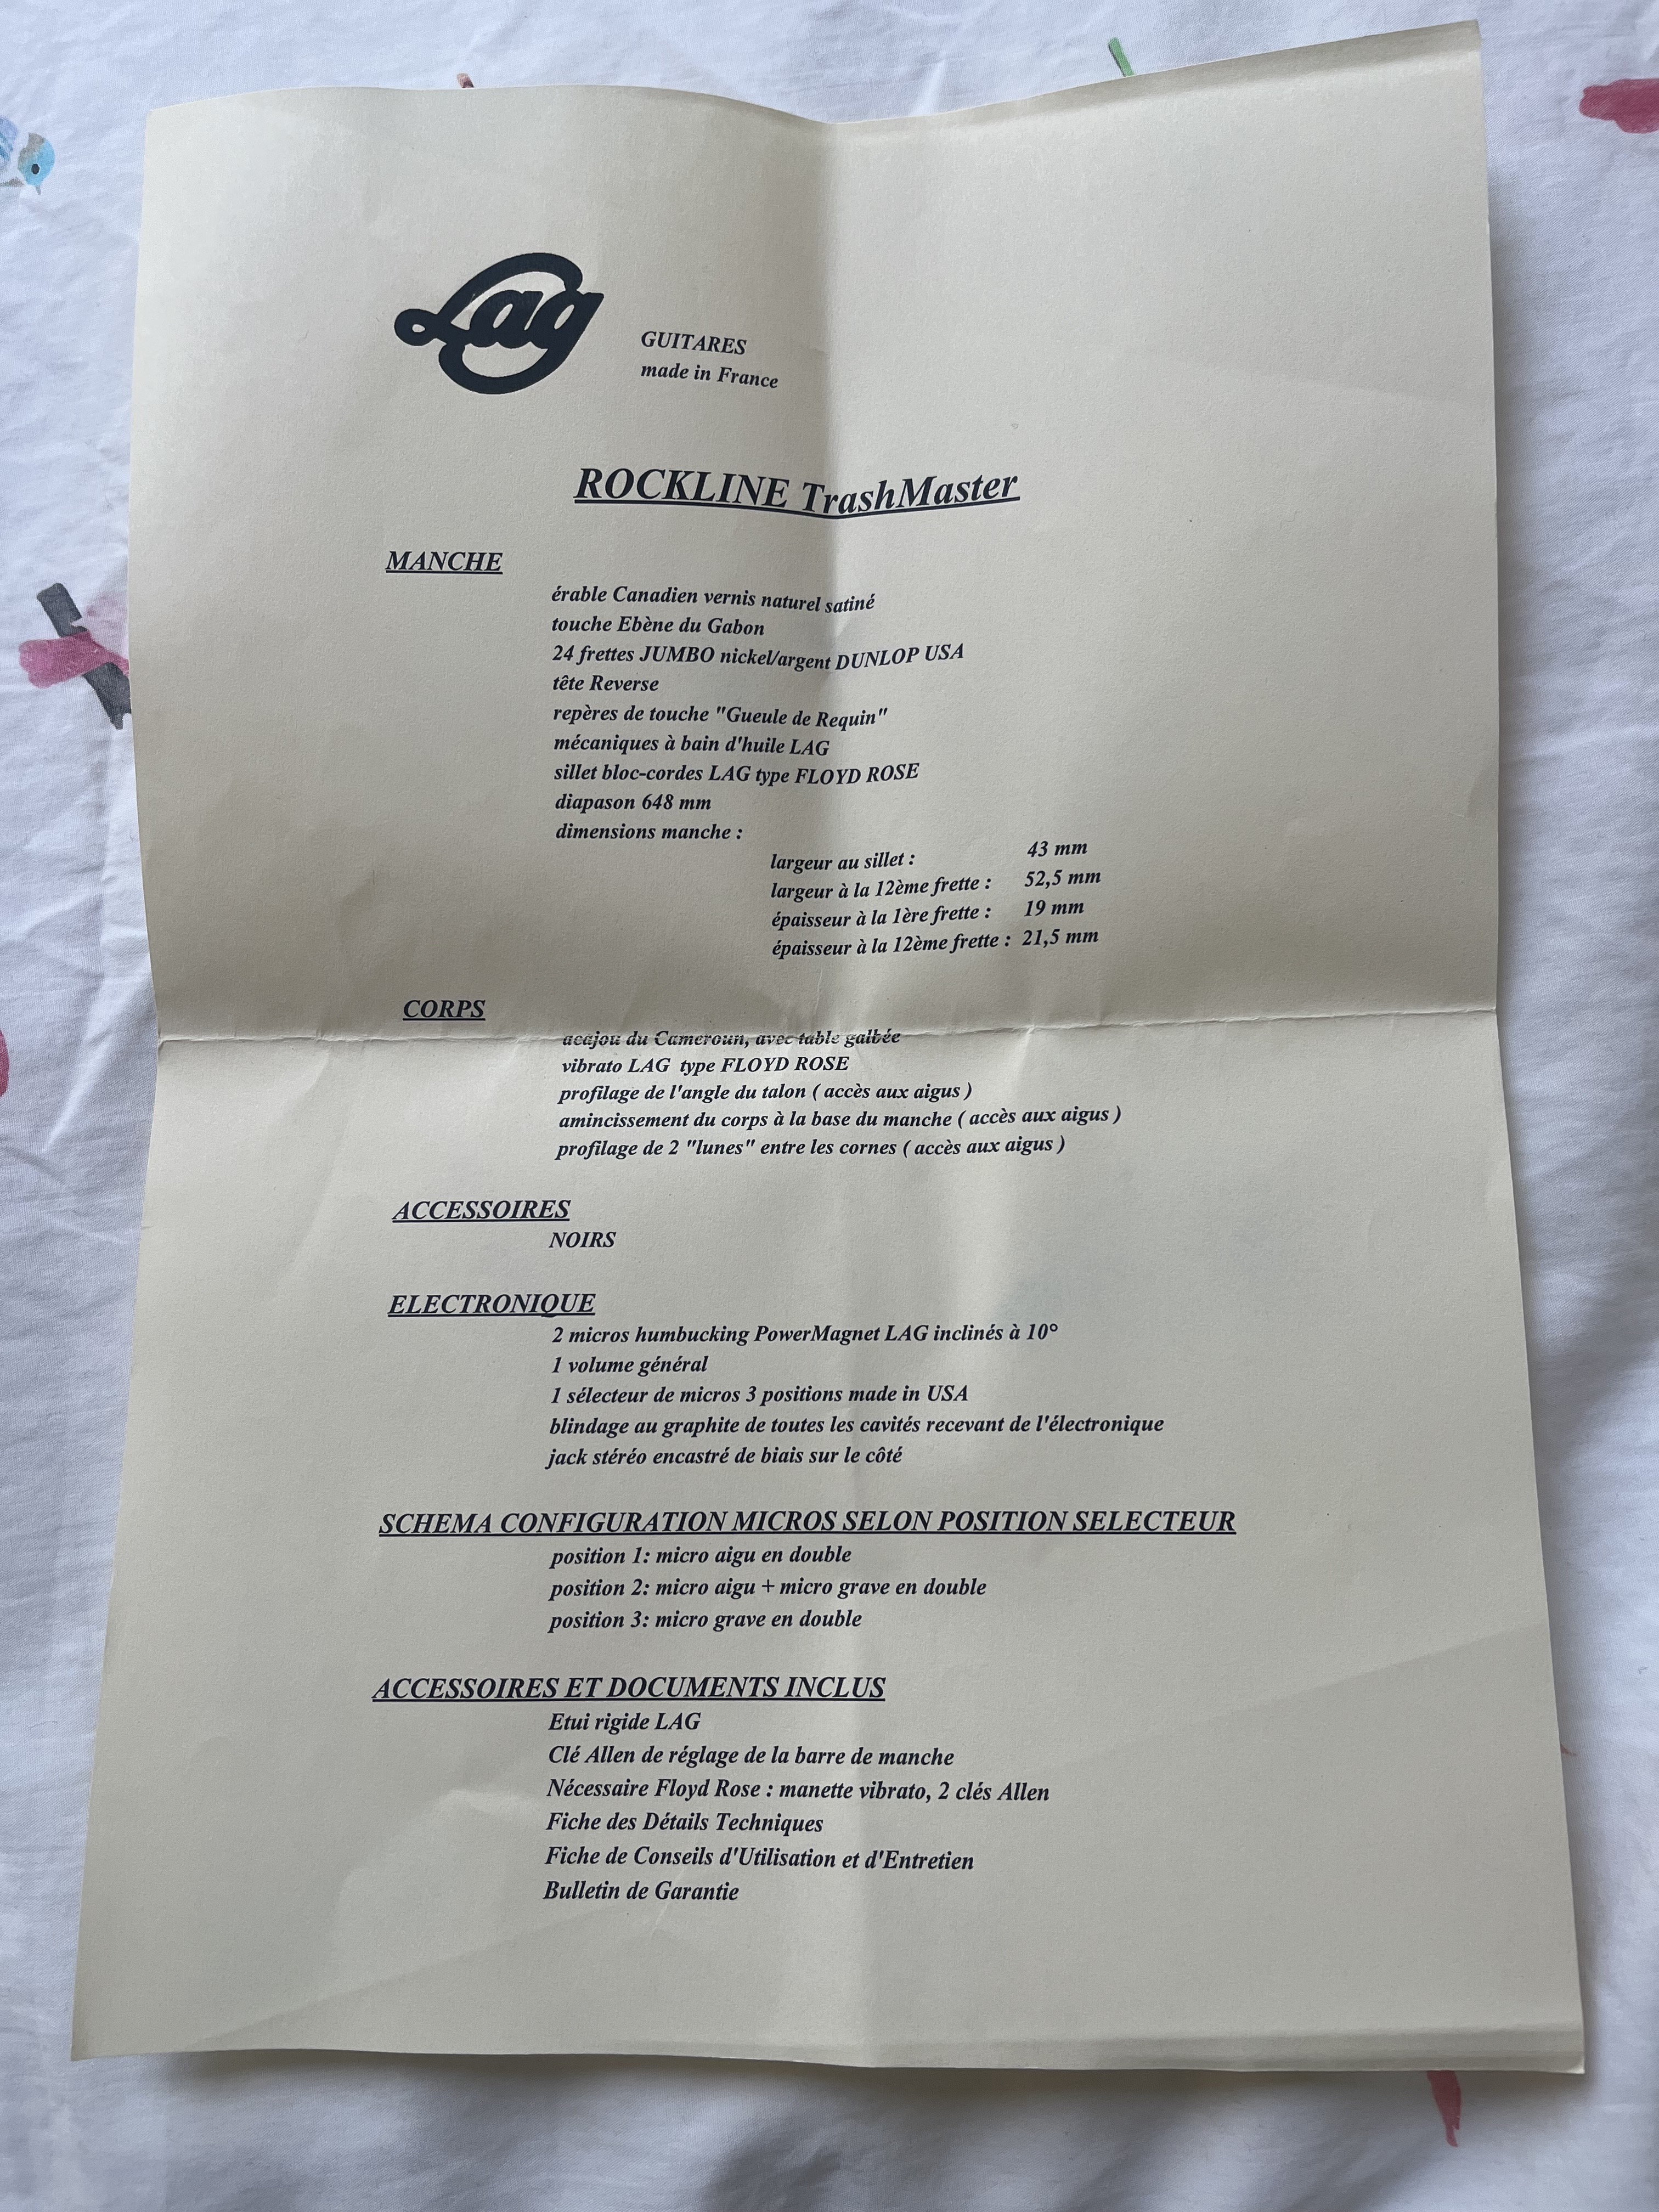 Lag
GUITARES
made in France
ROCKLINE TrashMaster
MANCHE
érable Canadien vernis naturel satiné
touche Ebène du Gabon
24 frettes JUMBO nickel/argent DUNLOP USA
tête Reverse
repères de touche "Gueule de Requin"
mécaniques à bain d'huile LAG
sillet bloc-cordes LAG type FLOYD ROSE
diapason 648 mm
dimensions manche :
largeur au sillet : 43 mm
largeur à la 12ème frette : 52,5 mm
épaisseur à la 1ère frette : 19 mm
épaisseur à la 12ème frette : 21,5 mm
CORPS
acajou du Cameroun, avec table galbée
vibrato LAG type FLOYD ROSE
profilage de l'angle du talon ( accès aux aigus )
amincissement du corps à la base du manche ( accès aux aigus )
profilage de 2 "lunes" entre les cornes ( accès aux aigus )
ACCESSOIRES
NOIRS
ELECTRONIQUE
2 micros humbucking PowerMagnet LAG inclinés à 10°
1 volume général
1 sélecteur de micros 3 positions made in USA
blindage au graphite de toutes les cavités recevant de l'électronique
jack stéréo encastré de biais sur le côté
SCHEMA CONFIGURATION MICROS SELON POSITION SELECTEUR
position 1: micro aigu en double
position 2: micro aigu + micro grave en double
position 3: micro grave en double
ACCESSOIRES ET DOCUMENTS INCLUS
Etui rigide LAG
Clé Allen de réglage de la barre de manche
Nécessaire Floyd Rose : manette vibrato, 2 clés Allen
Fiche des Détails Techniques
Fiche de Conseils d'Utilisation et d'Entretien
Bulletin de Garantie